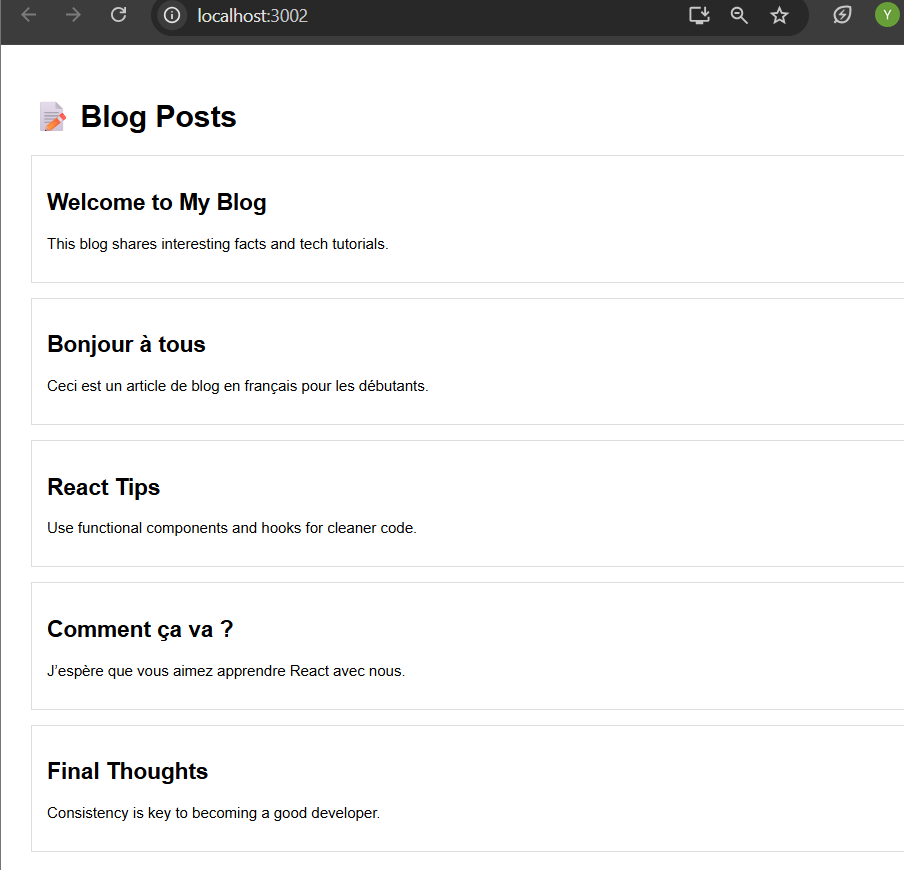 localhost:3002
Y
📝 Blog Posts
Welcome to My Blog
This blog shares interesting facts and tech tutorials.
Bonjour à tous
Ceci est un article de blog en français pour les débutants.
React Tips
Use functional components and hooks for cleaner code.
Comment ça va ?
J’espère que vous aimez apprendre React avec nous.
Final Thoughts
Consistency is key to becoming a good developer.